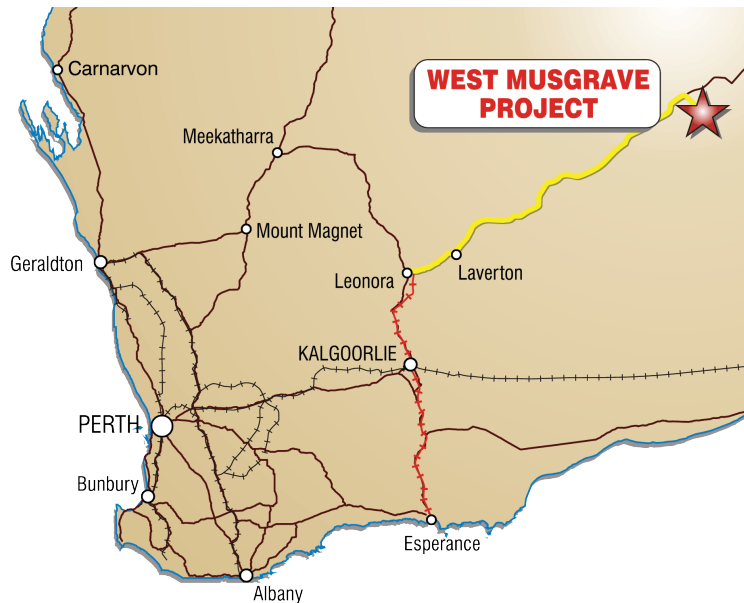 Carnarvon
WEST MUSGRAVE
PROJECT
Meekatharra
Mount Magnet
Geraldton
Leonora
Laverton
KALGOORLIE
PERTH
Bunbury
Esperance
Albany